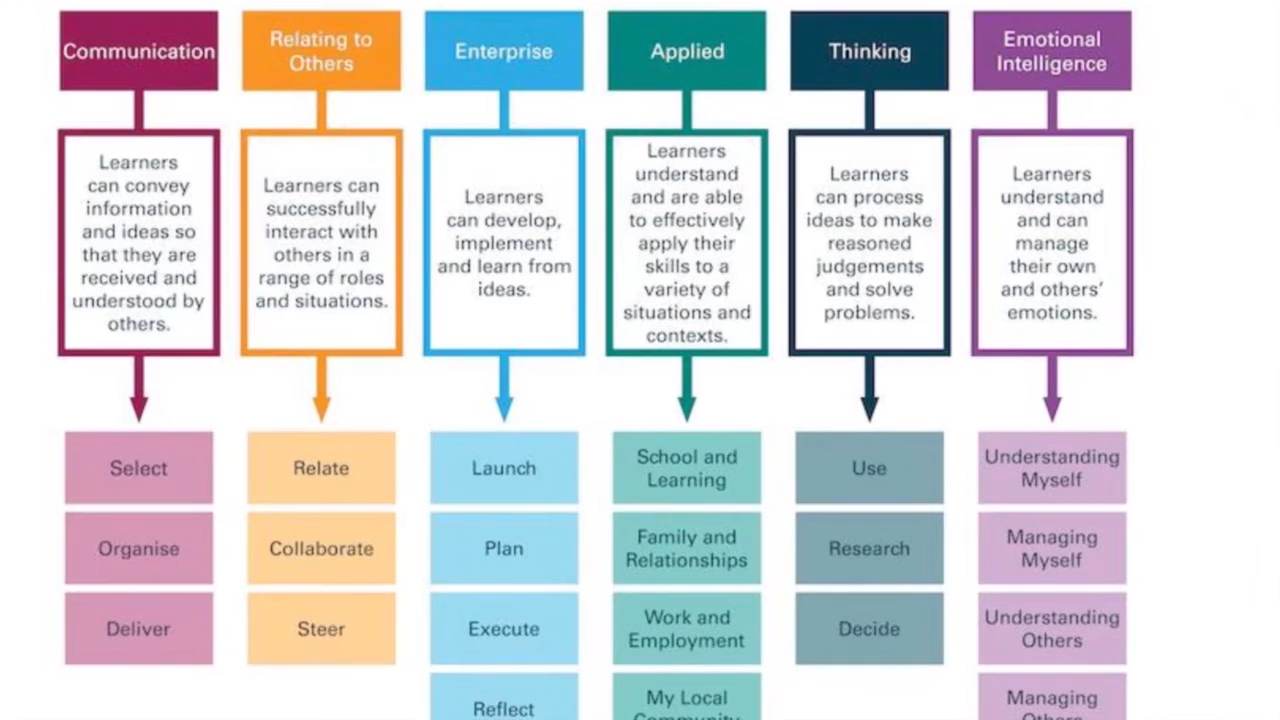 Communication
Relating to
Others
Enterprise
Applied
Thinking
Emotional
Intelligence
Learners
can convey
information
and ideas so
that they are
received and
understood by
others.
Learners can
successfully
interact with
others in a
range of roles
and situations.
Learners
can develop,
implement
and learn from
ideas.
Learners
understand
and are able
to effectively
apply their
skills to a
variety of
situations and
contexts.
Learners
can process
ideas to make
reasoned
judgements
and solve
problems.
Learners
understand
and can
manage
their own
and others’
emotions.
Select
Organise
Deliver
Relate
Collaborate
Steer
Launch
Plan
Execute
Reflect
School and
Learning
Family and
Relationships
Work and
Employment
My Local
Community
Use
Research
Decide
Understanding
Myself
Managing
Myself
Understanding
Others
Managing
Others